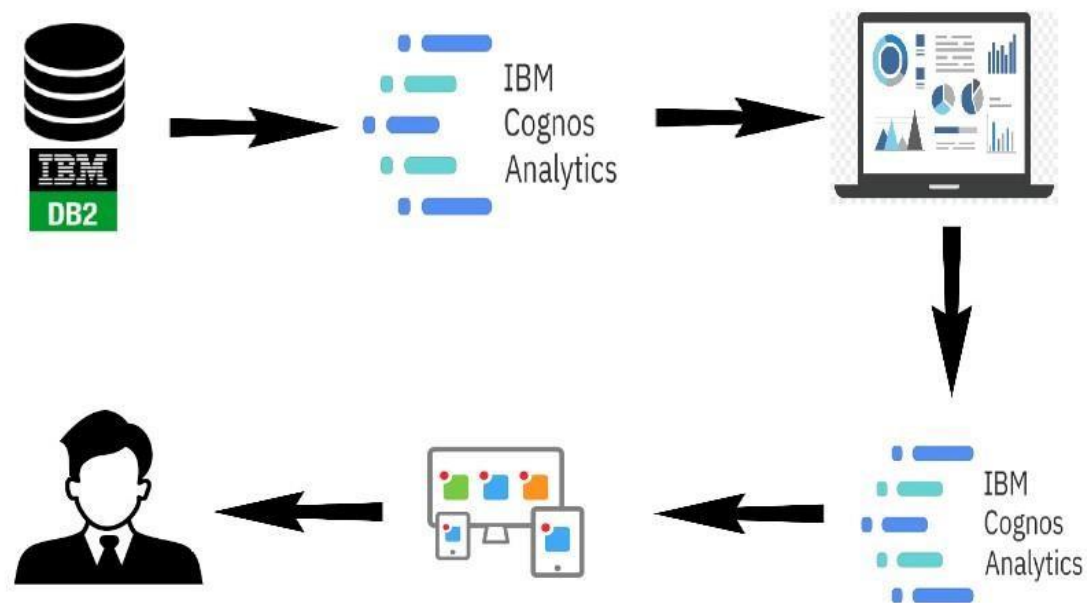 IBM
Cognos
Analytics
IBM
DB2
IBM
Cognos
Analytics